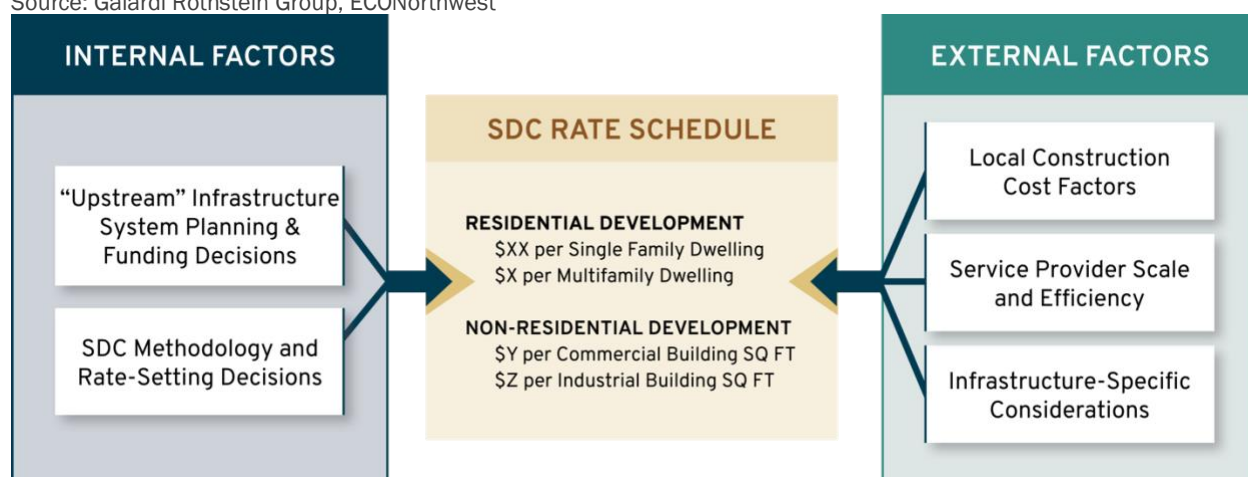 Source: Galardi Rothstein Group, ECONorthwest
INTERNAL FACTORS
“Upstream” Infrastructure
System Planning &
Funding Decisions
SDC Methodology and
Rate-Setting Decisions
SDC RATE SCHEDULE
RESIDENTIAL DEVELOPMENT
$XX per Single Family Dwelling
$X per Multifamily Dwelling
NON-RESIDENTIAL DEVELOPMENT
$Y per Commercial Building SQ FT
$Z per Industrial Building SQ FT
EXTERNAL FACTORS
Local Construction
Cost Factors
Service Provider Scale
and Efficiency
Infrastructure-Specific
Considerations